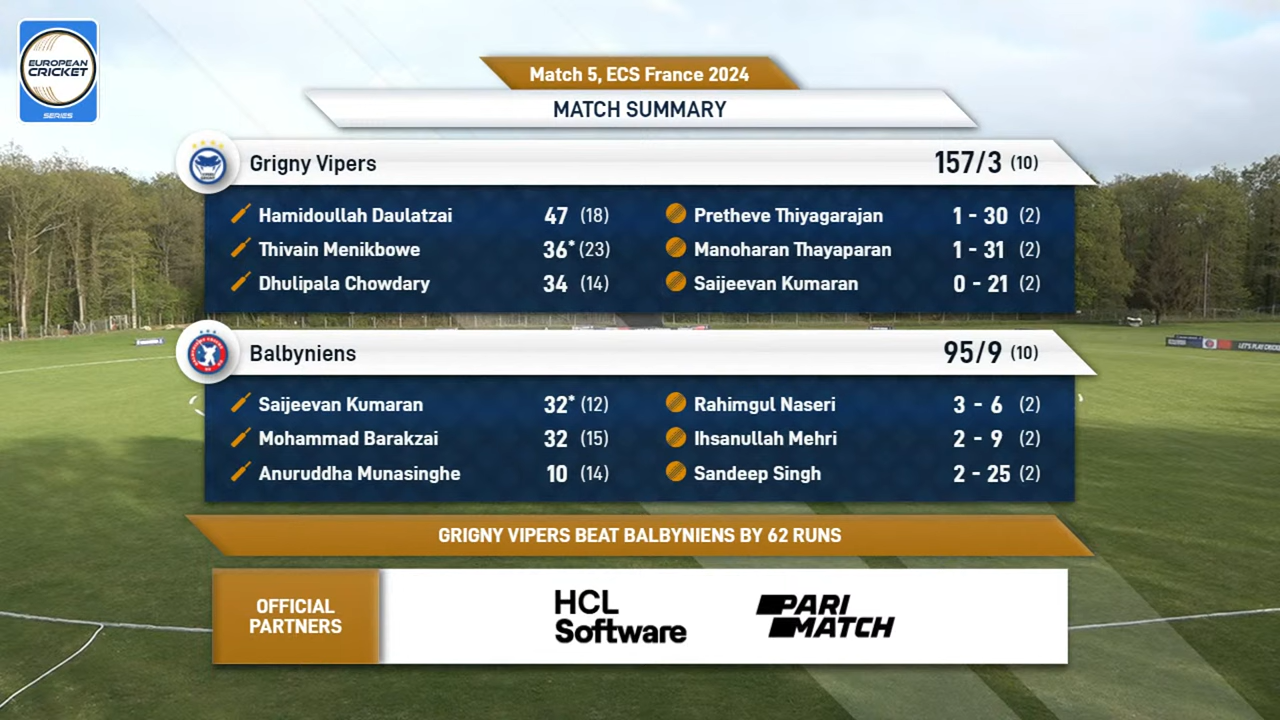 EUROPEAN
CRICKET
SERIES
Match 5, ECS France 2024
MATCH SUMMARY
Grigny Vipers 157/3 (10)
Hamidoullah Daulatzai 47 (18) Pretheve Thiyagarajan 1 - 30 (2)
Thivain Menikbowe 36* (23) Manoharan Thayaparan 1 - 31 (2)
Dhulipala Chowdary 34 (14) Saijeevan Kumaran 0 - 21 (2)
Balbyniens 95/9 (10)
Saijeevan Kumaran 32* (12) Rahimgul Naseri 3 - 6 (2)
Mohammad Barakzai 32 (15) Ihsanullah Mehri 2 - 9 (2)
Anuruddha Munasinghe 10 (14) Sandeep Singh 2 - 25 (2)
GRIGNY VIPERS BEAT BALBYNIENS BY 62 RUNS
OFFICIAL
PARTNERS
HCL
Software
PARI
MATCH